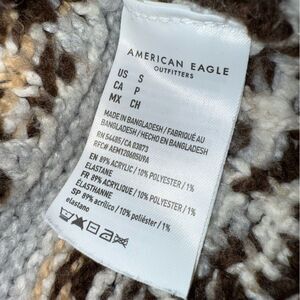 AMERICAN EAGLE
OUTFITTERS
US S
CA P
MX CH
MADE IN BANGLADESH / FABRIQUÉ AU
BANGLADESH / HECHO EN BANGLADESH
RN 54485/CA 03873
EN 89% ACRYLIC / 10% POLYESTER / 1%
ELASTANE
FR 89% ACRYLIQUE / 10% POLYESTER / 1%
ÉLASTHANNE
SP 89% acrílico / 10% poliéster / 1%
elastano